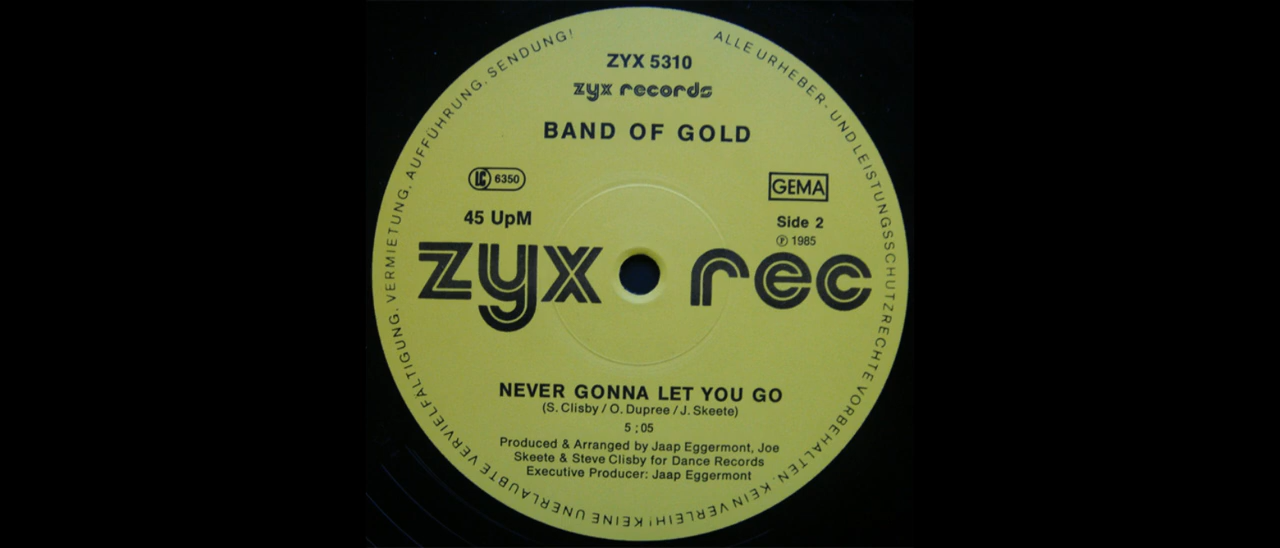 ALLE URHEBER- UND LEISTUNGSSCHUTZRECHTE VORBEHALTEN. KEIN VERLEIH! KEINE UNERLAUBTE VERVIELFÄLTIGUNG, VERMIETUNG, AUFFÜHRUNG, SENDUNG!
ZYX 5310
zyx records
BAND OF GOLD
LC 6350
GEMA
45 UpM
Side 2
℗ 1985
zyx rec
NEVER GONNA LET YOU GO
(S. Clisby / O. Dupree / J. Skeete)
5 ; 05
Produced & Arranged by Jaap Eggermont, Joe
Skeete & Steve Clisby for Dance Records
Executive Producer: Jaap Eggermont